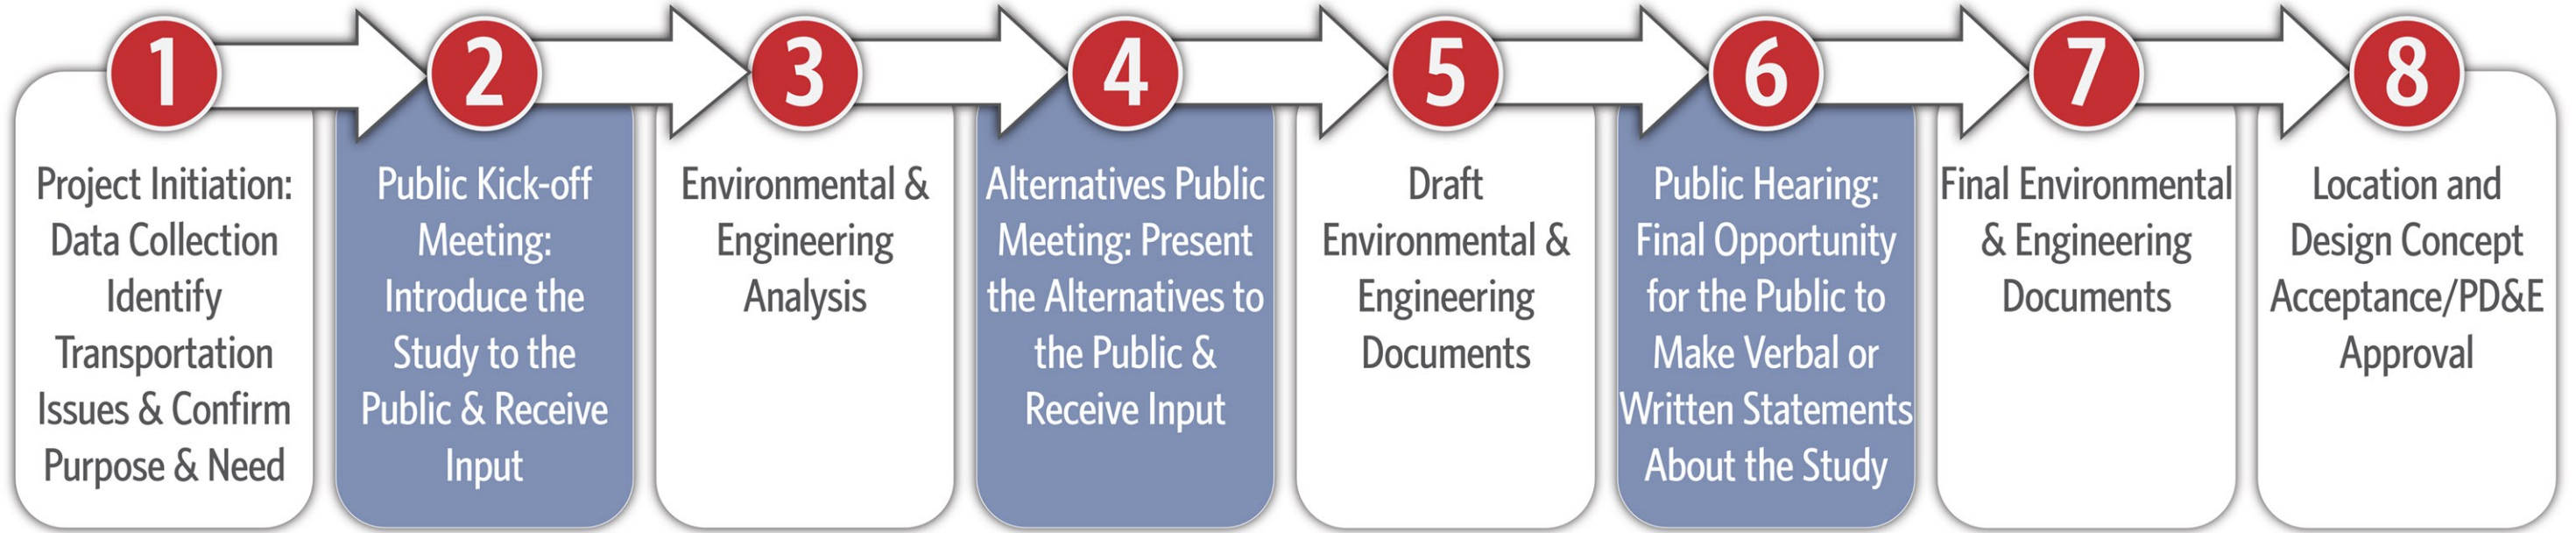 1
Project Initiation:
Data Collection
Identify
Transportation
Issues & Confirm
Purpose & Need
2
Public Kick-off
Meeting:
Introduce the
Study to the
Public & Receive
Input
3
Environmental &
Engineering
Analysis
4
Alternatives Public
Meeting: Present
the Alternatives to
the Public &
Receive Input
5
Draft
Environmental &
Engineering
Documents
6
Public Hearing:
Final Opportunity
for the Public to
Make Verbal or
Written Statements
About the Study
7
Final Environmental
& Engineering
Documents
8
Location and
Design Concept
Acceptance/PD&E
Approval